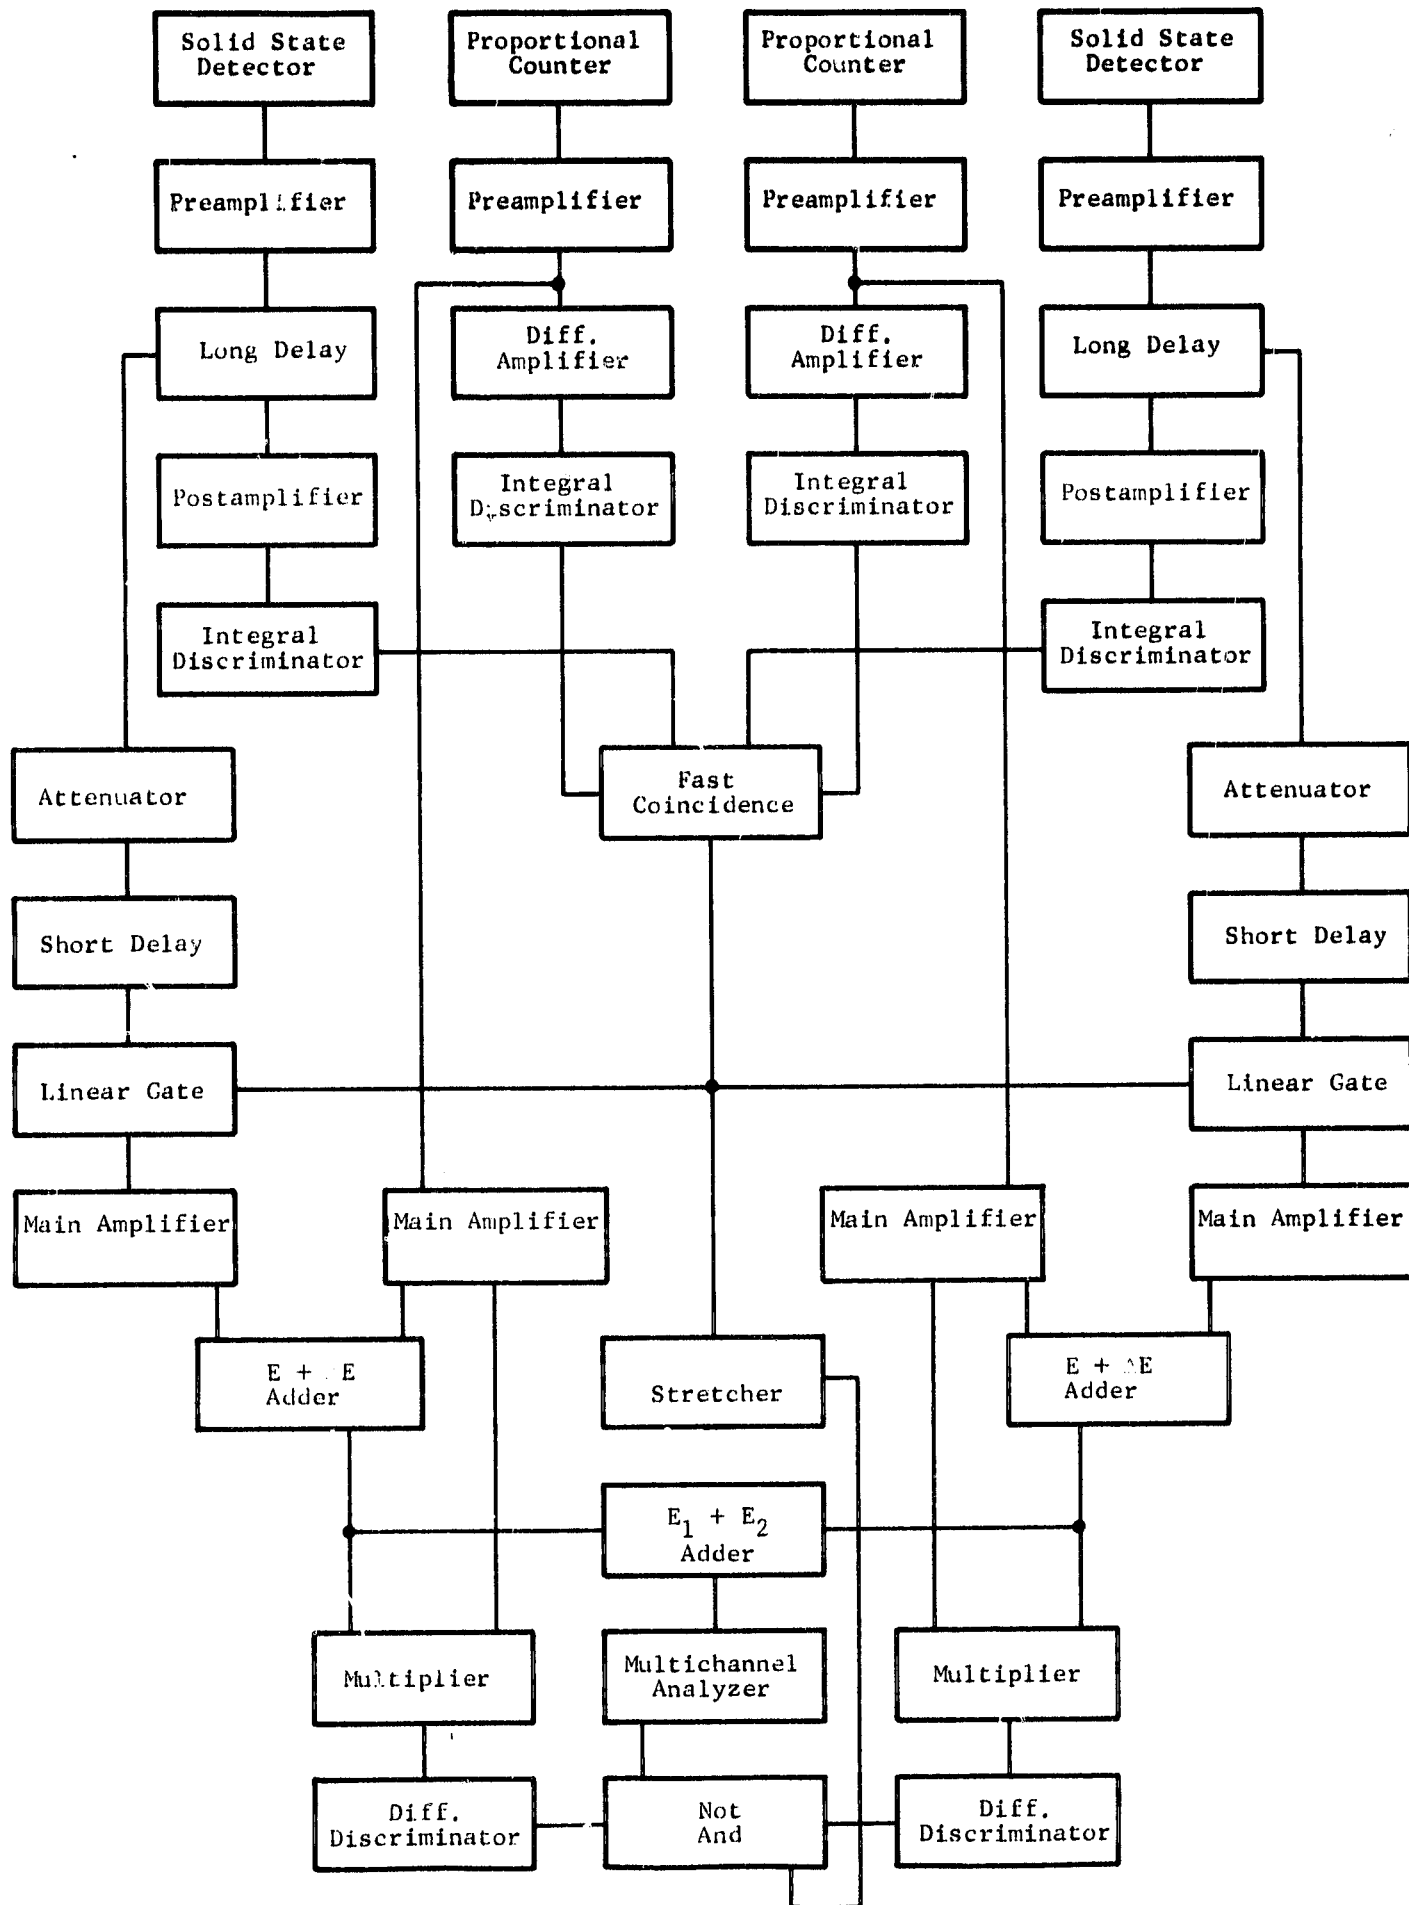 Solid State
Detector
Proportional
Counter
Proportional
Counter
Solid State
Detector
Preamplifier
Preamplifier
Preamplifier
Preamplifier
Long Delay
Diff.
Amplifier
Diff.
Amplifier
Long Delay
Postamplifier
Integral
Discriminator
Integral
Discriminator
Postamplifier
Integral
Discriminator
Integral
Discriminator
Attenuator
Fast
Coincidence
Attenuator
Short Delay
Short Delay
Linear Gate
Linear Gate
Main Amplifier
Main Amplifier
Main Amplifier
Main Amplifier
E + E
Adder
Stretcher
E + ΔE
Adder
E1 + E2
Adder
Multiplier
Multichannel
Analyzer
Multiplier
Diff.
Discriminator
Not
And
Diff.
Discriminator